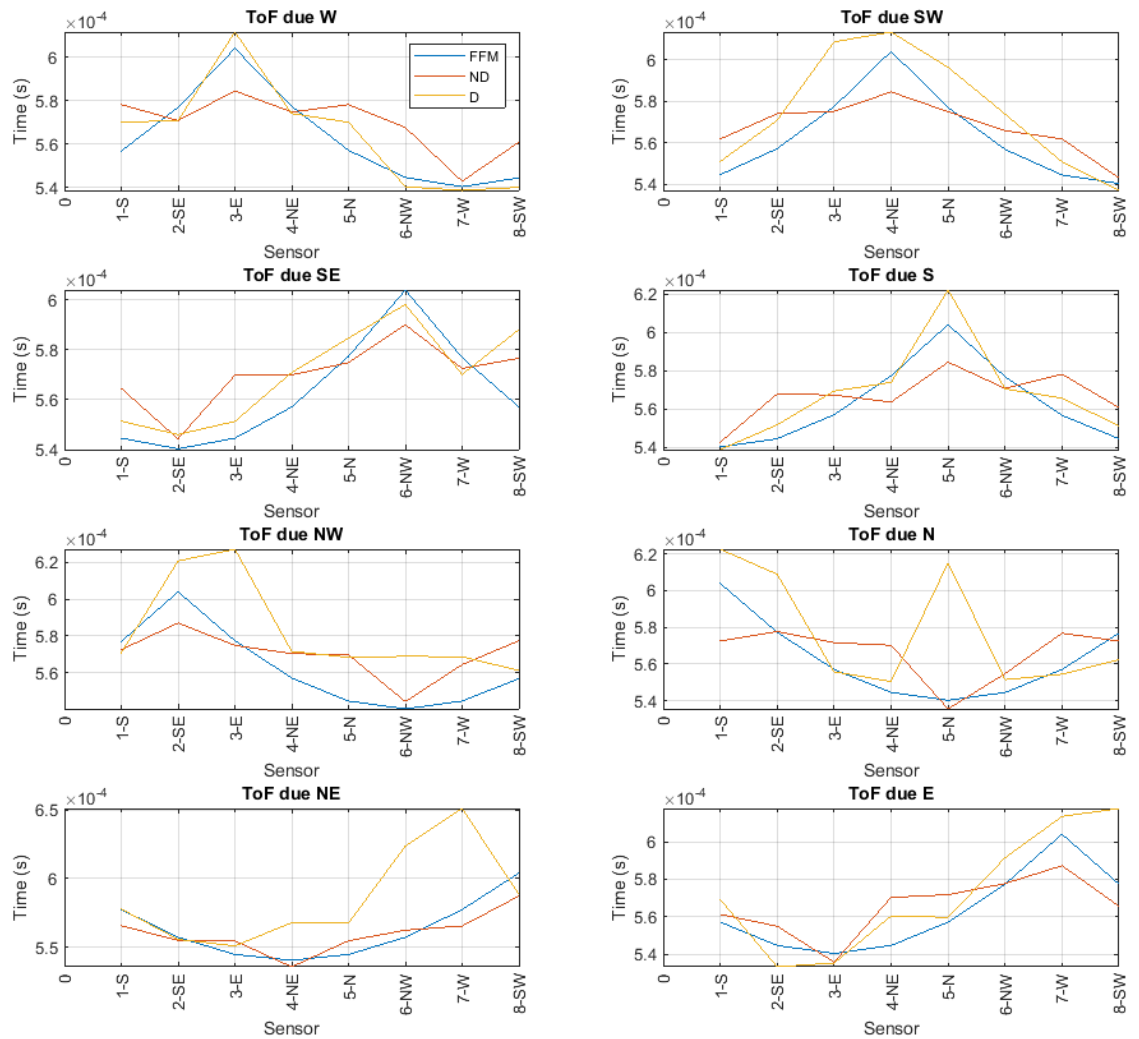 ToF due W
×10⁻⁴
6
5.8
5.6
5.4
Time (s)
FFM
ND
D
0
1-S
2-SE
3-E
4-NE
5-N
6-NW
7-W
8-SW
Sensor
ToF due SW
×10⁻⁴
6
5.8
5.6
5.4
Time (s)
0
1-S
2-SE
3-E
4-NE
5-N
6-NW
7-W
8-SW
Sensor
ToF due SE
×10⁻⁴
6
5.8
5.6
5.4
Time (s)
0
1-S
2-SE
3-E
4-NE
5-N
6-NW
7-W
8-SW
Sensor
ToF due S
×10⁻⁴
6.2
6
5.8
5.6
5.4
Time (s)
0
1-S
2-SE
3-E
4-NE
5-N
6-NW
7-W
8-SW
Sensor
ToF due NW
×10⁻⁴
6.2
6
5.8
5.6
Time (s)
0
1-S
2-SE
3-E
4-NE
5-N
6-NW
7-W
8-SW
Sensor
ToF due N
×10⁻⁴
6.2
6
5.8
5.6
5.4
Time (s)
0
1-S
2-SE
3-E
4-NE
5-N
6-NW
7-W
8-SW
Sensor
ToF due NE
×10⁻⁴
6.5
6
5.5
Time (s)
0
1-S
2-SE
3-E
4-NE
5-N
6-NW
7-W
8-SW
Sensor
ToF due E
×10⁻⁴
6
5.8
5.6
5.4
Time (s)
0
1-S
2-SE
3-E
4-NE
5-N
6-NW
7-W
8-SW
Sensor